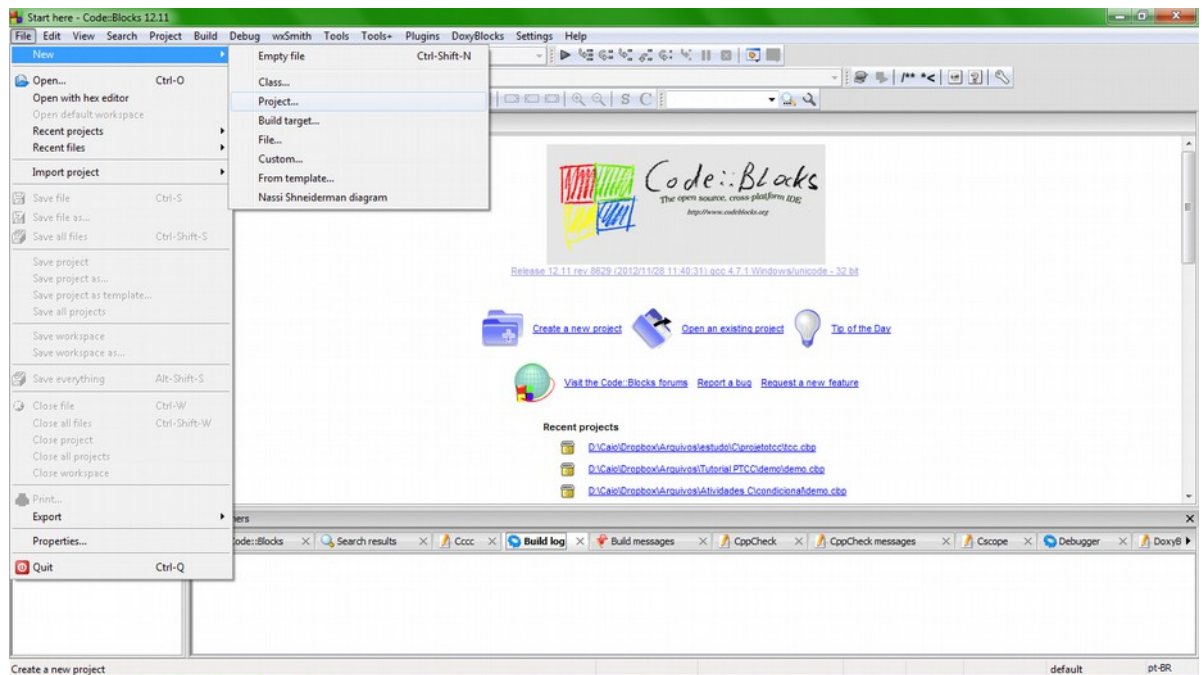 Start here - Code::Blocks 12.11
File Edit View Search Project Build Debug wxSmith Tools Tools+ Plugins DoxyBlocks Settings Help
New
Open... Ctrl-O
Open with hex editor
Open default workspace
Recent projects
Recent files
Import project
Save file Ctrl-S
Save file as...
Save all files Ctrl-Shift-S
Save project
Save project as...
Save project as template...
Save all projects
Save workspace
Save workspace as...
Save everything Alt-Shift-S
Close file Ctrl-W
Close all files Ctrl-Shift-W
Close project
Close all projects
Close workspace
Print...
Export
Properties...
Quit Ctrl-Q
Empty file Ctrl-Shift-N
Class...
Project...
Build target...
File...
Custom...
From template...
Nassi Shneiderman diagram
/** *<
S C
Code::Blocks
The open source, cross-platform IDE
http://www.codeblocks.org
Release 12.11 rev 8629 (2012/11/28 11:40:31) gcc 4.7.1 Windows/unicode - 32 bit
Create a new project Open an existing project Tip of the Day
Visit the Code::Blocks forums Report a bug Request a new feature
Recent projects
D:\Caio\Dropbox\Arquivos\estudo\C\projetotcc\tcc.cbp
D:\Caio\Dropbox\Arquivos\Tutorial PTCC\demo\demo.cbp
D:\Caio\Dropbox\Arquivos\Atividades C\condicional\demo.cbp
hers
Code::Blocks Search results Cccc Build log Build messages CppCheck CppCheck messages Cscope Debugger DoxyB
Create a new project default pt-BR